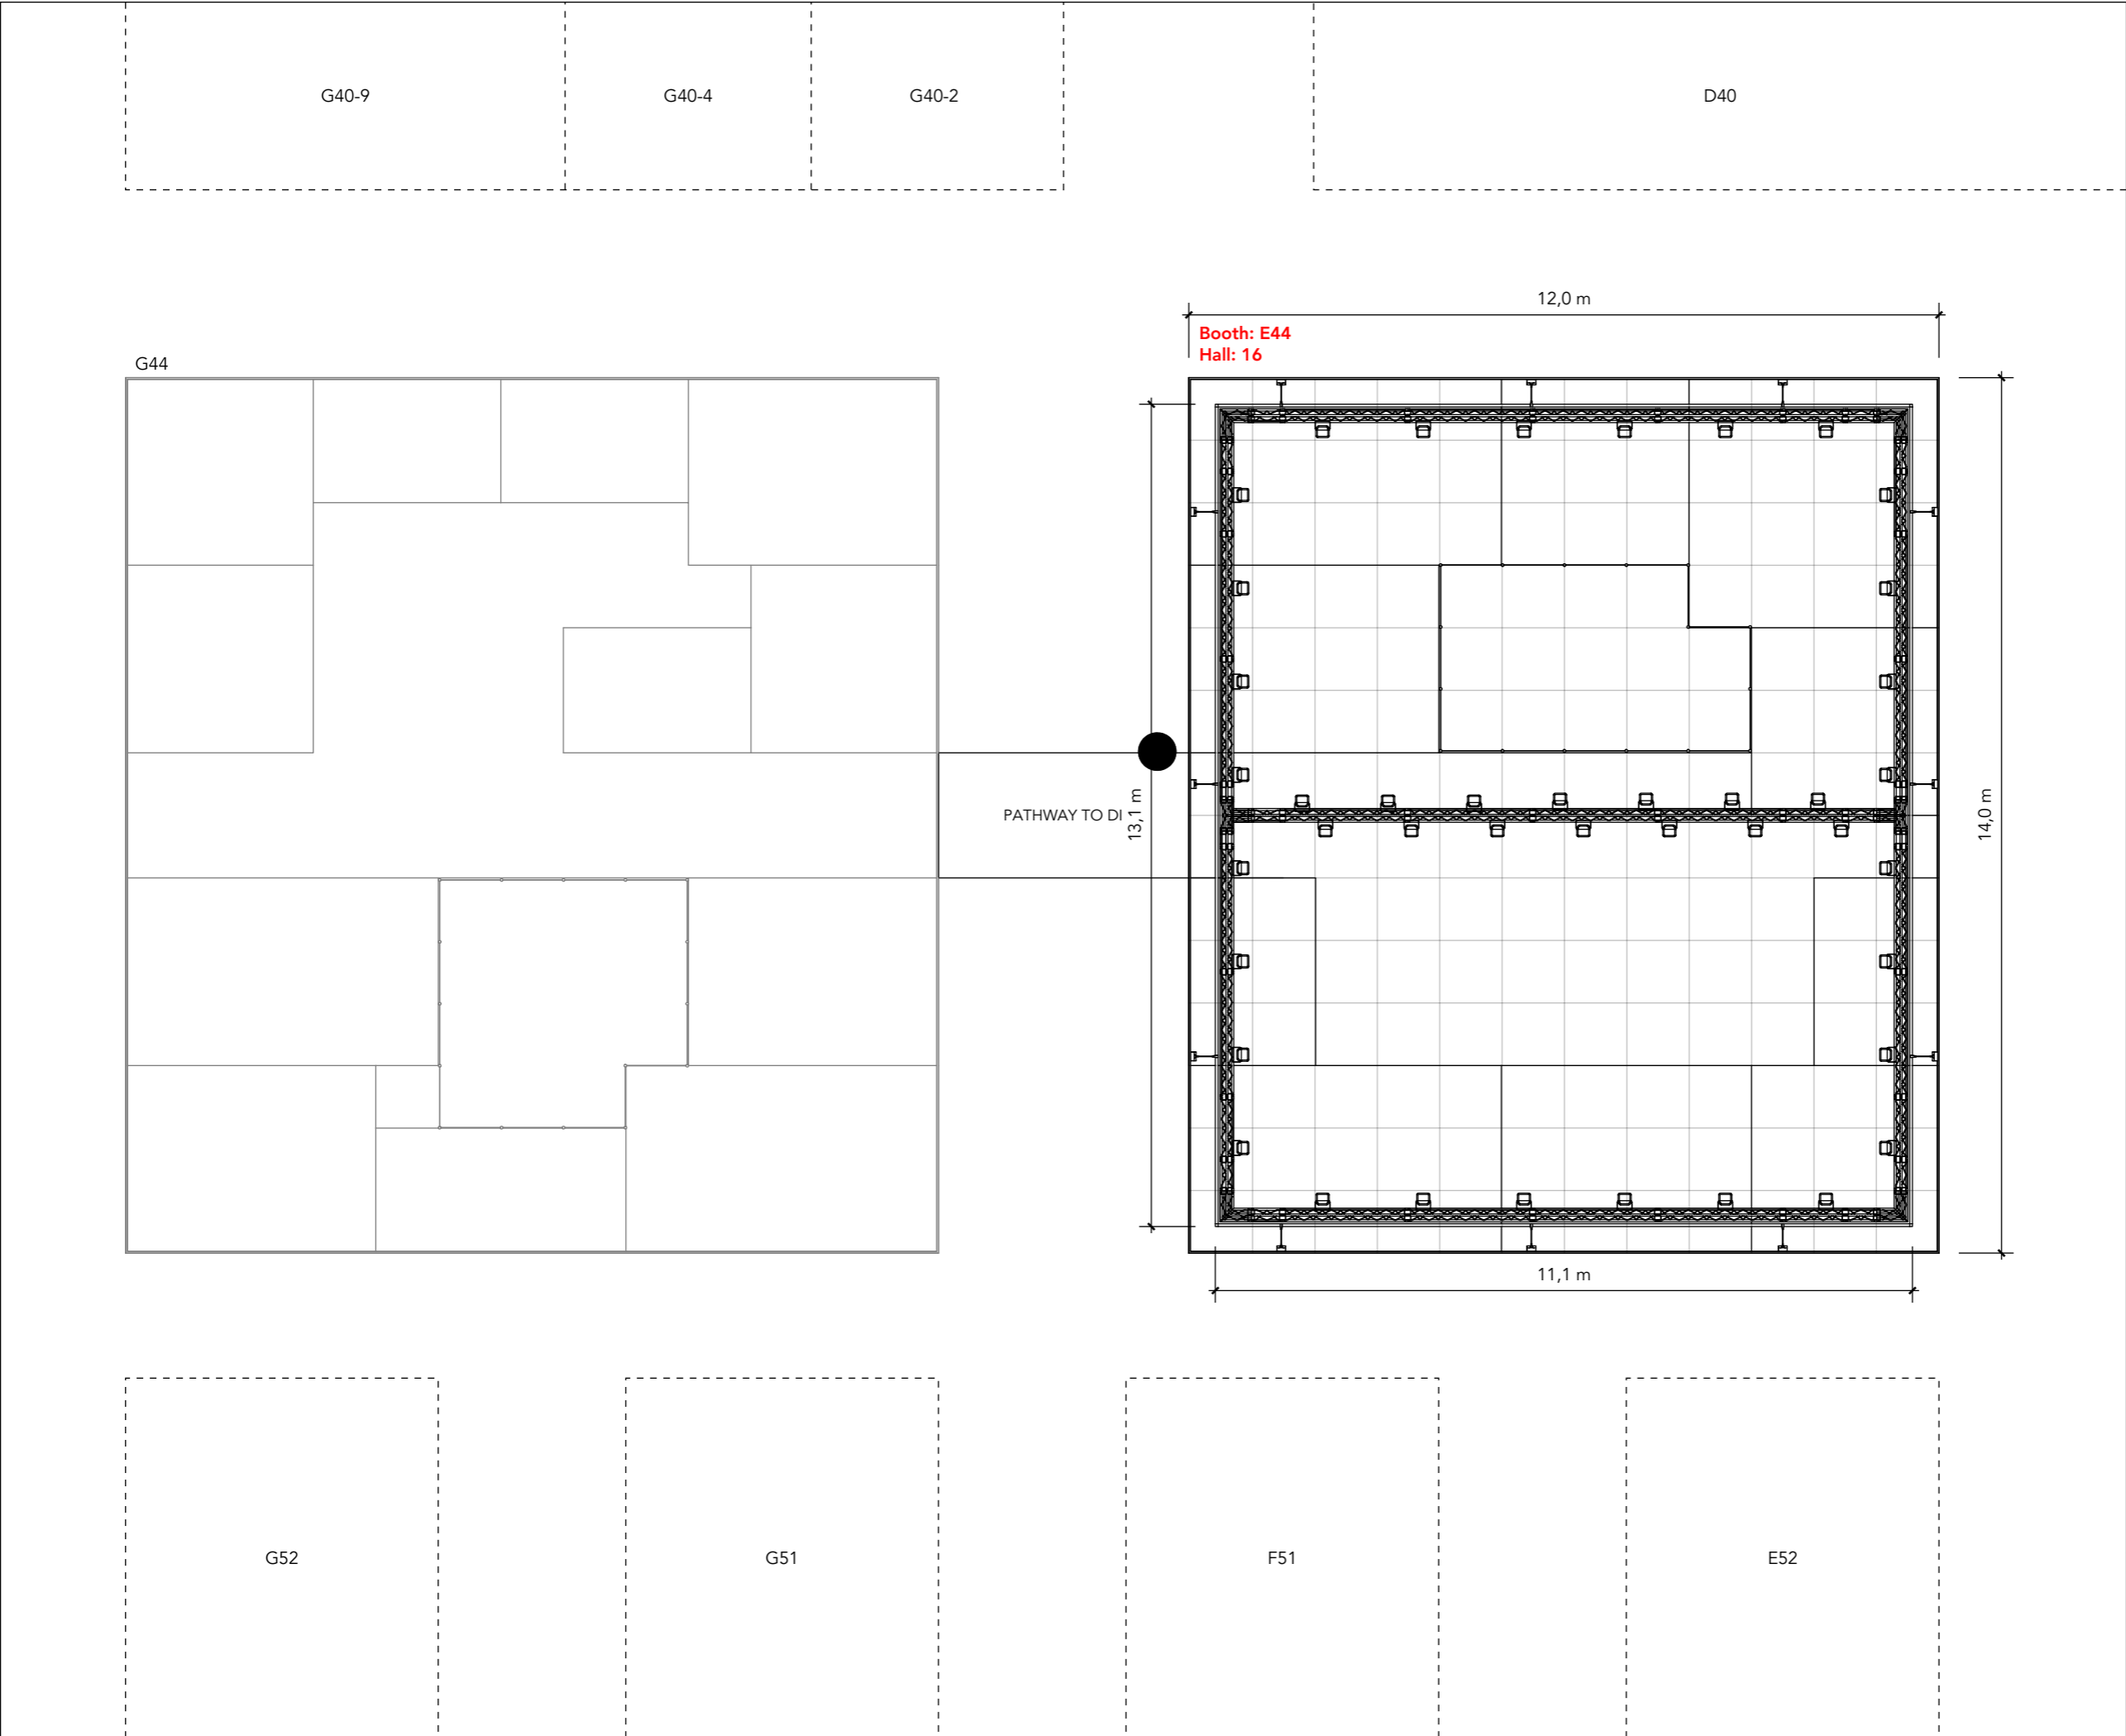 G40-9
G40-4
G40-2
D40
12,0 m
Booth: E44
Hall: 16
G44
PATHWAY TO DI
13,1 m
14,0 m
11,1 m
G52
G51
F51
E52